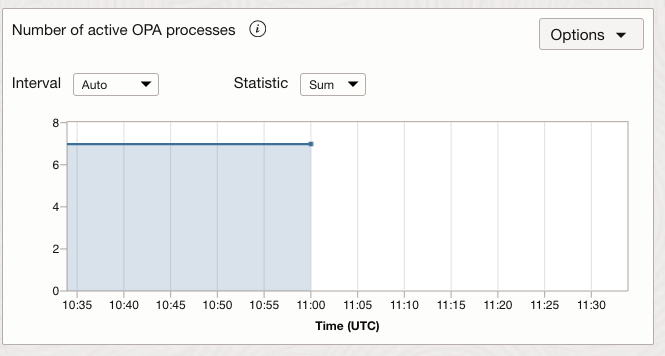 Number of active OPA processes i
Options
Interval Auto Statistic Sum
8
6
4
2
0
10:35 10:40 10:45 10:50 10:55 11:00 11:05 11:10 11:15 11:20 11:25 11:30
Time (UTC)